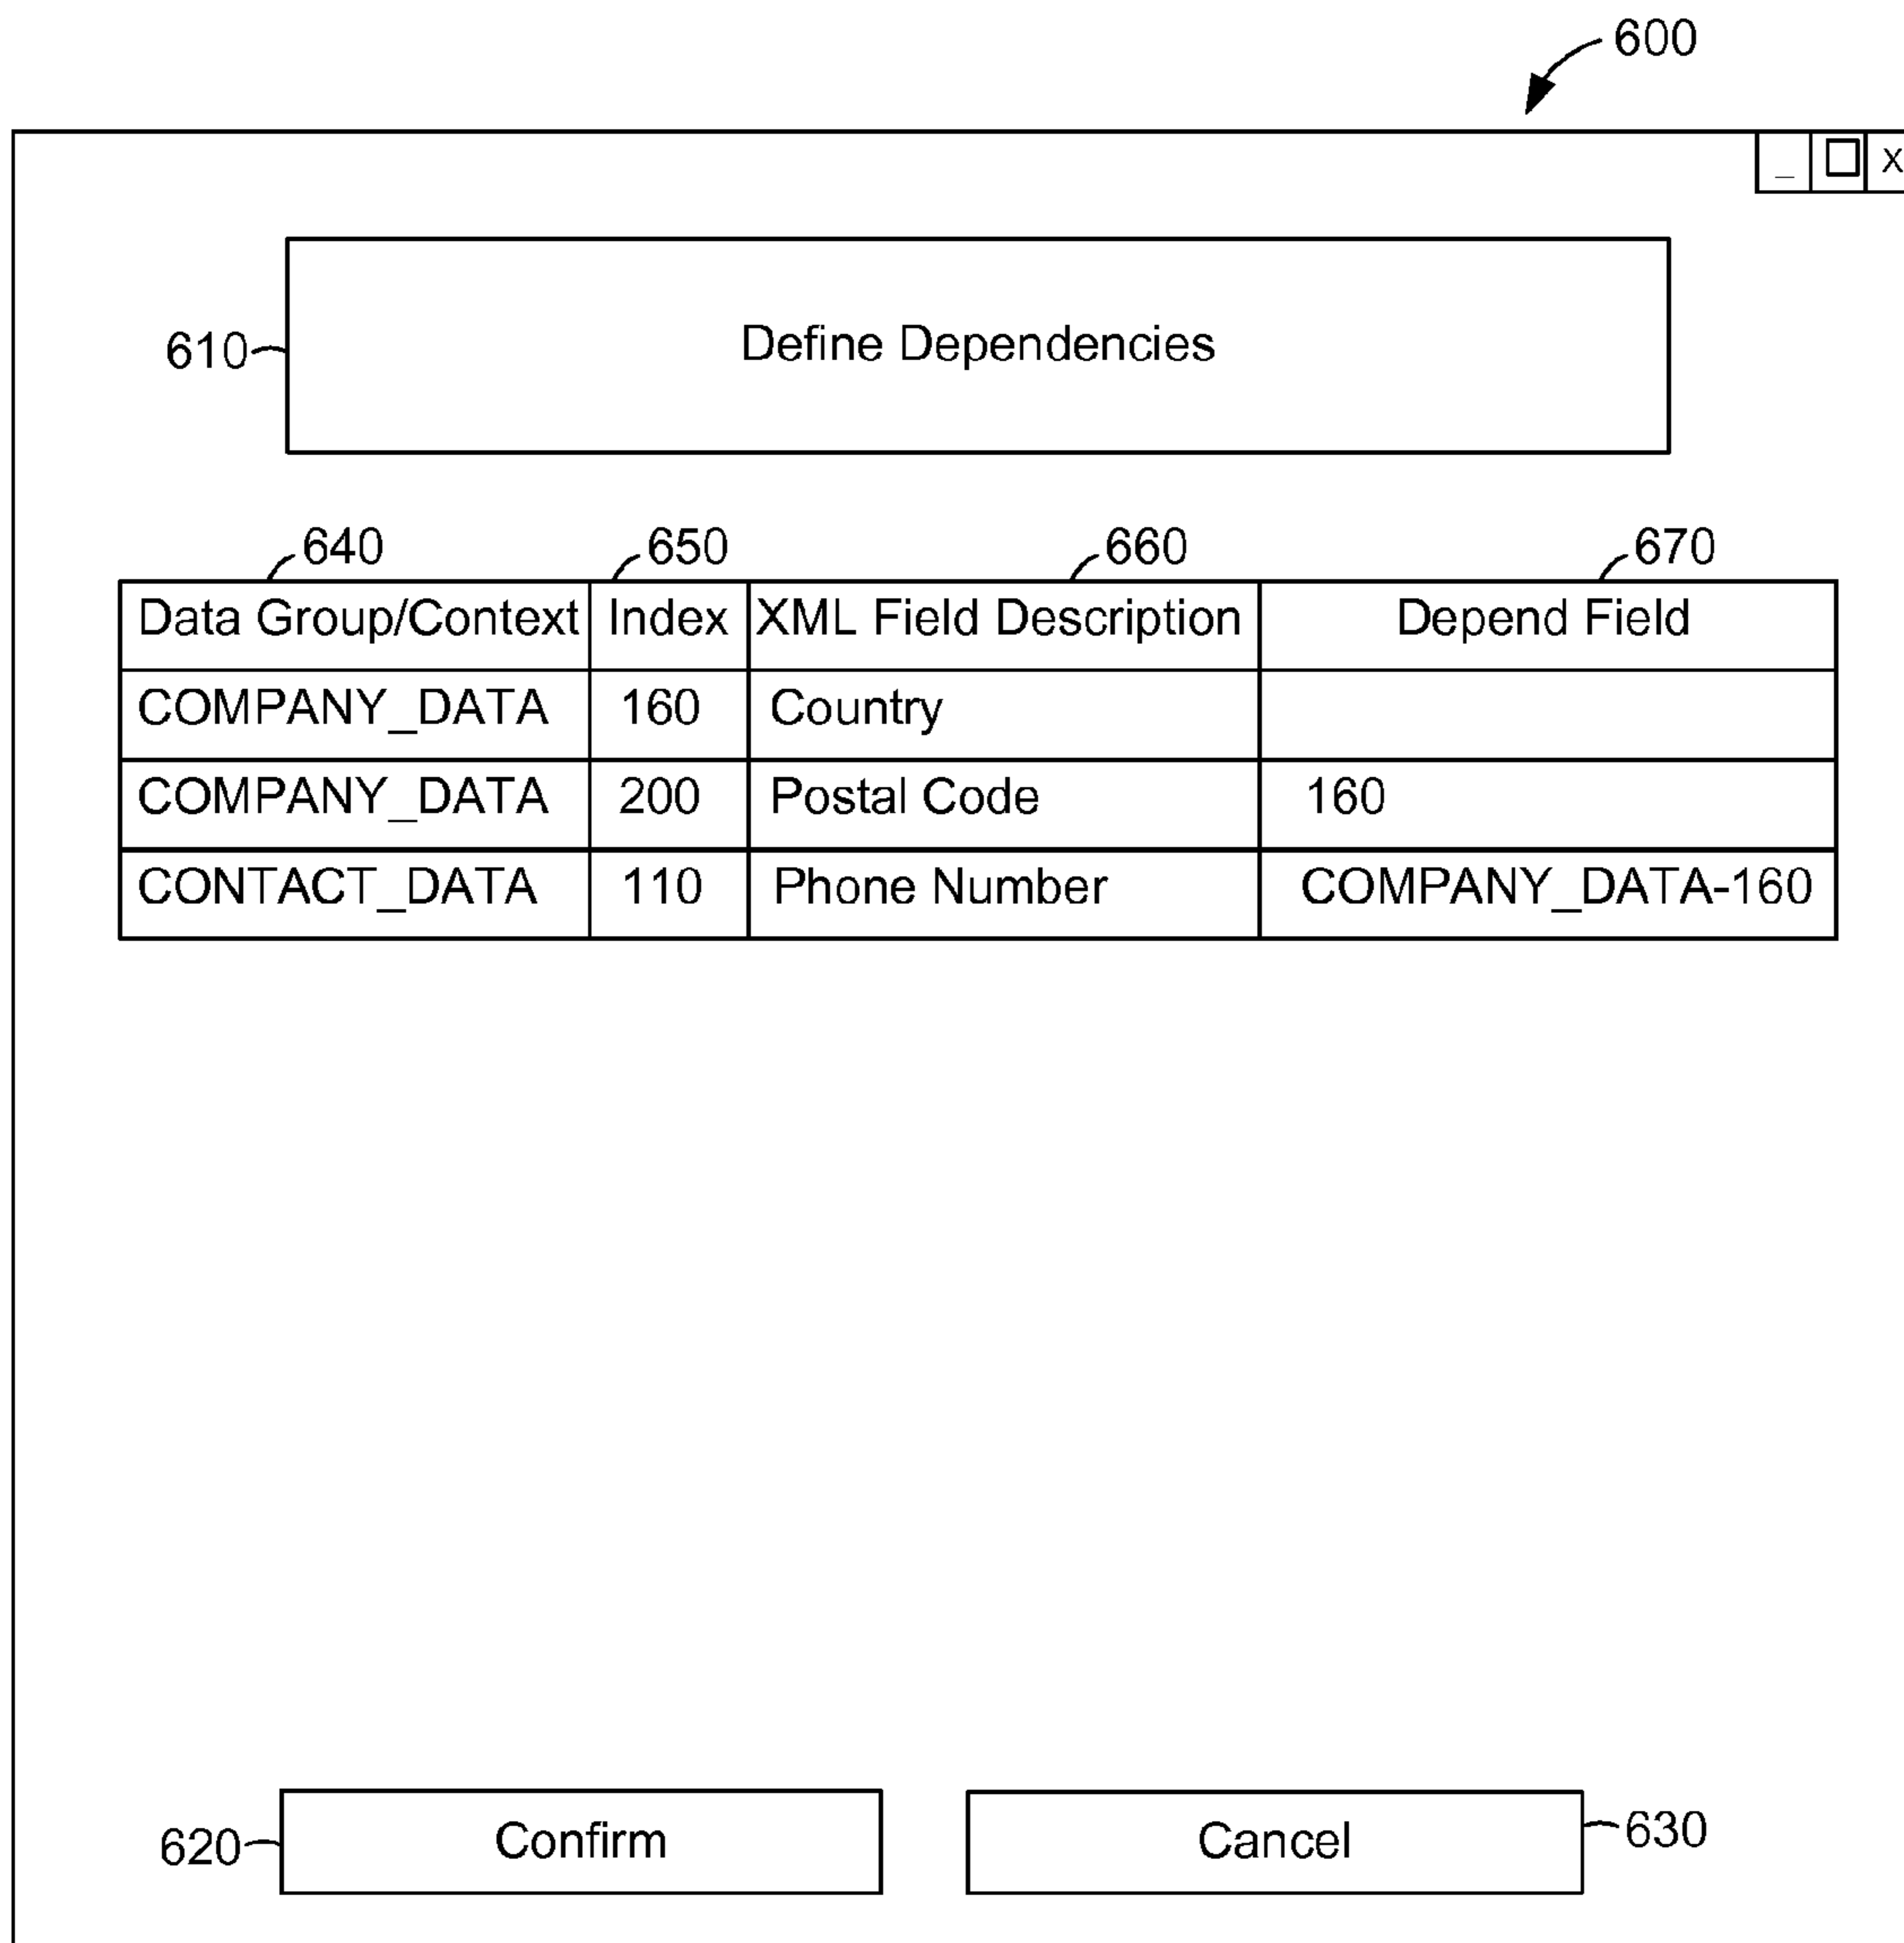 600
_ X
610 Define Dependencies
640 650 660 670
Data Group/Context Index XML Field Description Depend Field
COMPANY_DATA 160 Country
COMPANY_DATA 200 Postal Code 160
CONTACT_DATA 110 Phone Number COMPANY_DATA-160
620 Confirm Cancel 630